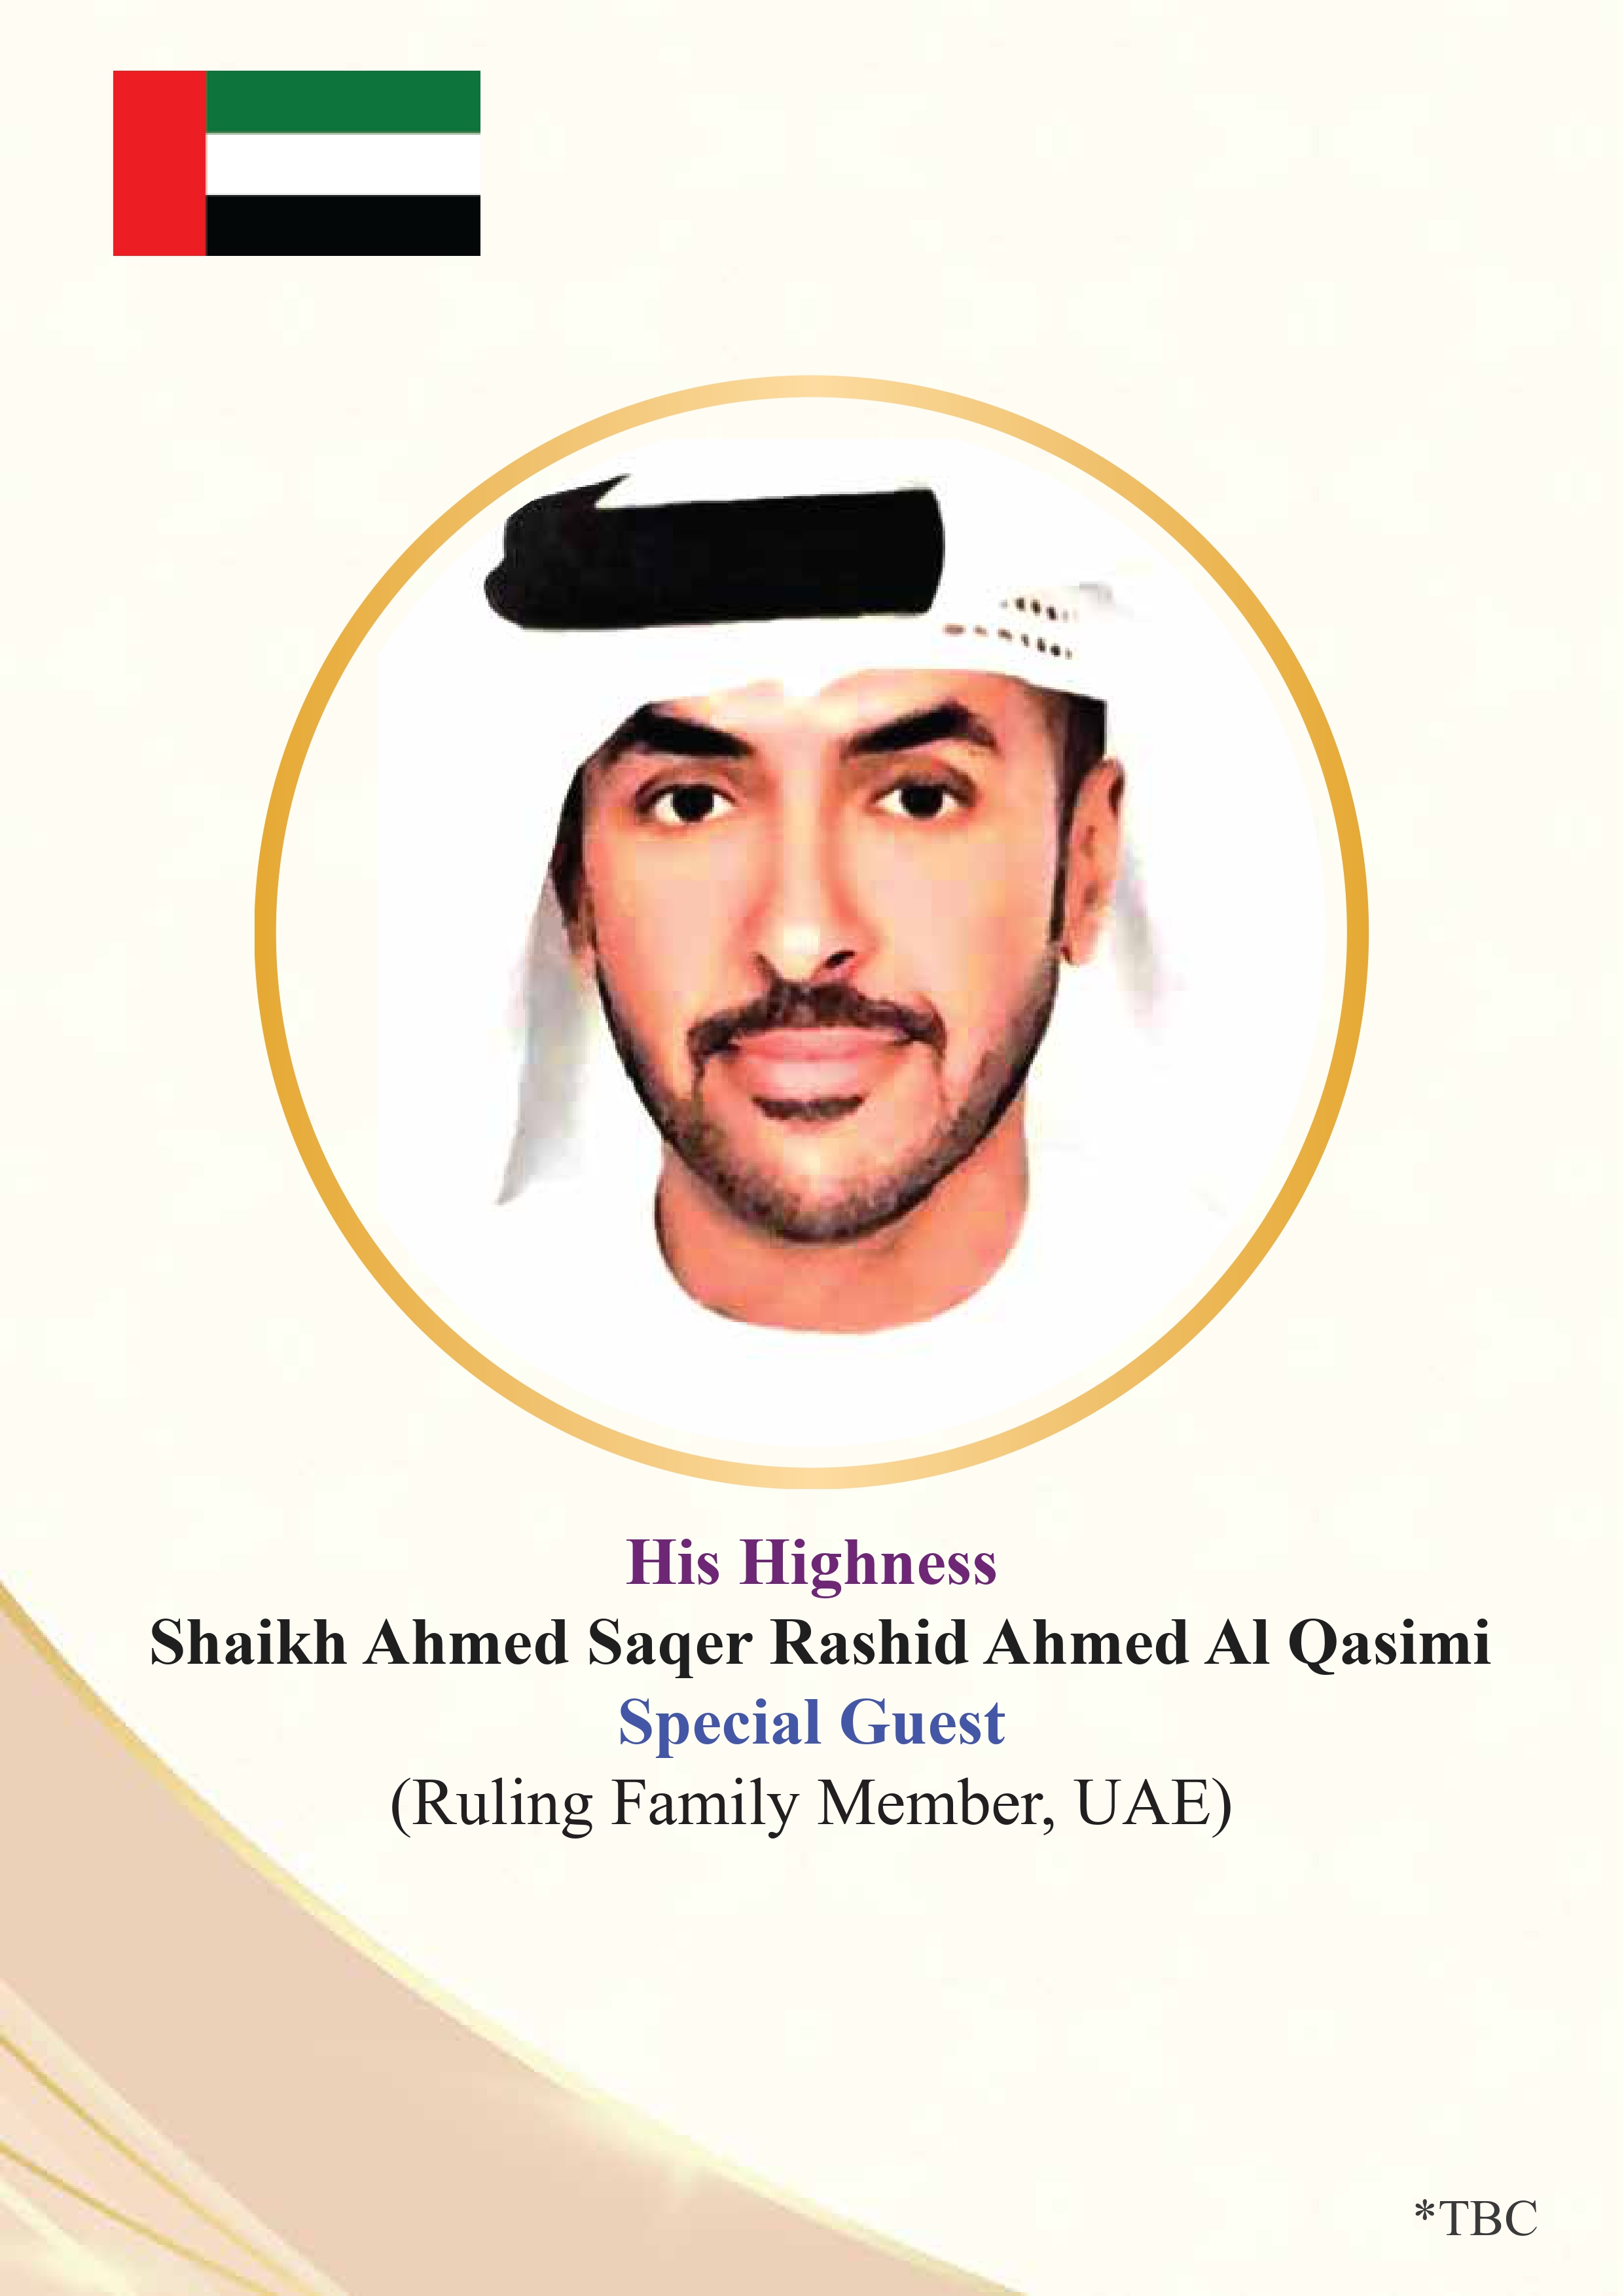 His Highness
Shaikh Ahmed Saqer Rashid Ahmed Al Qasimi
Special Guest
(Ruling Family Member, UAE)
*TBC